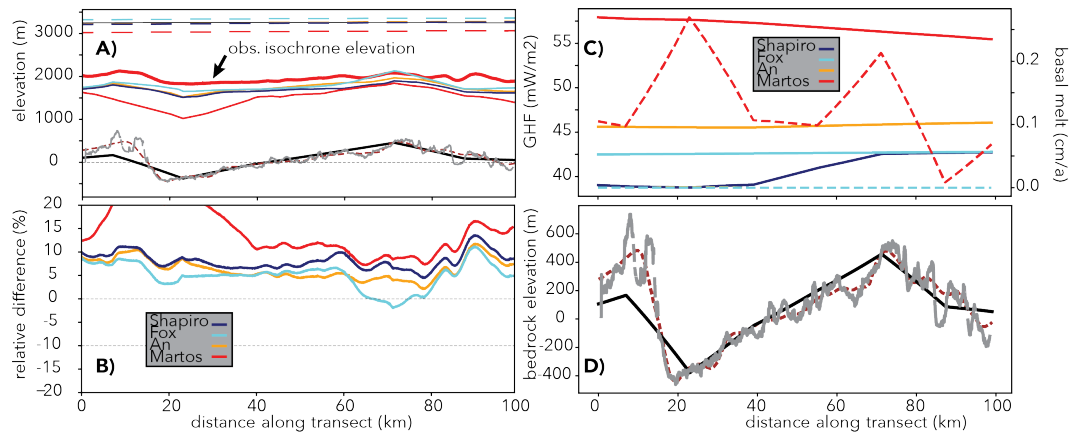 A)
obs. isochrone elevation
elevation (m)
3000
2000
1000
0
B)
relative difference (%)
20
15
10
5
0
-5
-10
-15
-20
Shapiro
Fox
An
Martos
0
20
40
60
80
100
distance along transect (km)
C)
GHF (mW/m2)
55
50
45
40
Shapiro
Fox
An
Martos
0.2
0.1
0.0
basal melt (cm/a)
D)
bedrock elevation (m)
600
400
200
0
-200
-400
0
20
40
60
80
100
distance along transect (km)